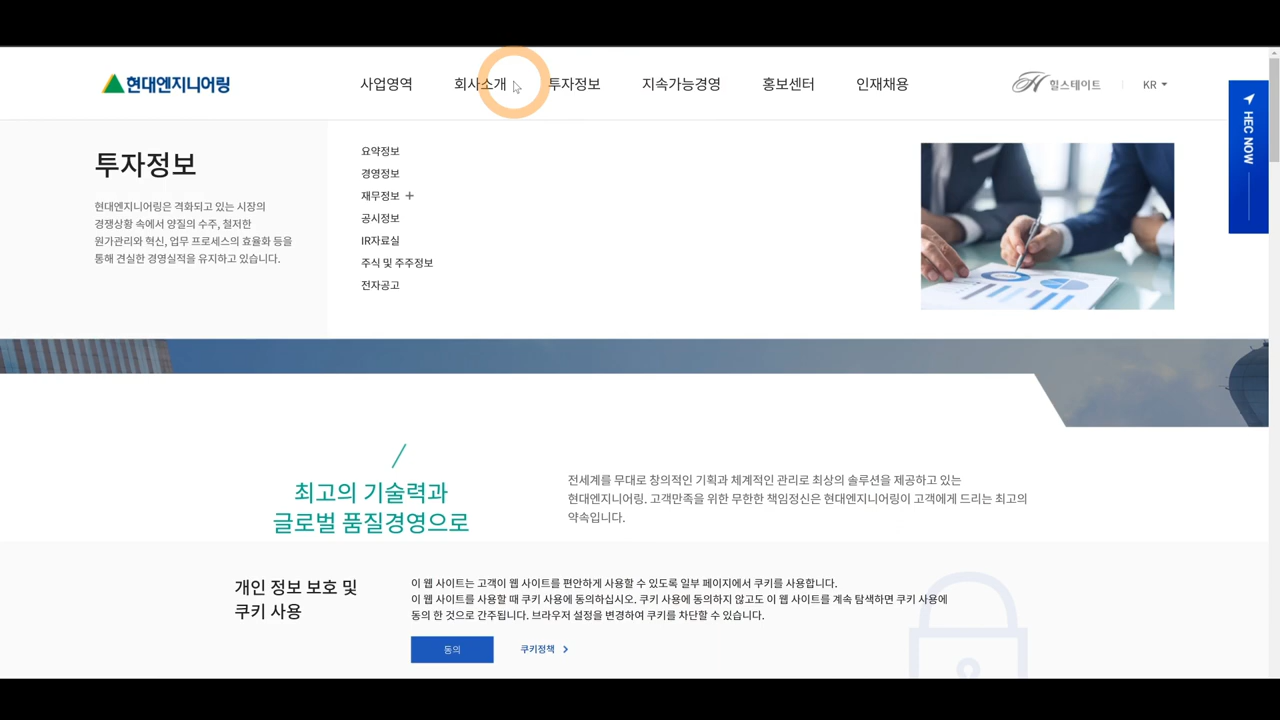 현대엔지니어링
사업영역
회사소개
투자정보
지속가능경영
홍보센터
인재채용
힐스테이트
KR
HEC NOW
투자정보
현대엔지니어링은 격화되고 있는 시장의
경쟁상황 속에서 양질의 수주, 철저한
원가관리와 혁신, 업무 프로세스의 효율화 등을
통해 견실한 경영실적을 유지하고 있습니다.
요약정보
경영정보
재무정보 +
공시정보
IR자료실
주식 및 주주정보
전자공고
최고의 기술력과
글로벌 품질경영으로
전세계를 무대로 창의적인 기획과 체계적인 관리로 최상의 솔루션을 제공하고 있는
현대엔지니어링. 고객만족을 위한 무한한 책임정신은 현대엔지니어링이 고객에게 드리는 최고의
약속입니다.
개인 정보 보호 및
쿠키 사용
이 웹 사이트는 고객이 웹 사이트를 편안하게 사용할 수 있도록 일부 페이지에서 쿠키를 사용합니다.
이 웹 사이트를 사용할 때 쿠키 사용에 동의하십시오. 쿠키 사용에 동의하지 않고도 이 웹 사이트를 계속 탐색하면 쿠키 사용에
동의 한 것으로 간주됩니다. 브라우저 설정을 변경하여 쿠키를 차단할 수 있습니다.
동의
쿠키정책 >